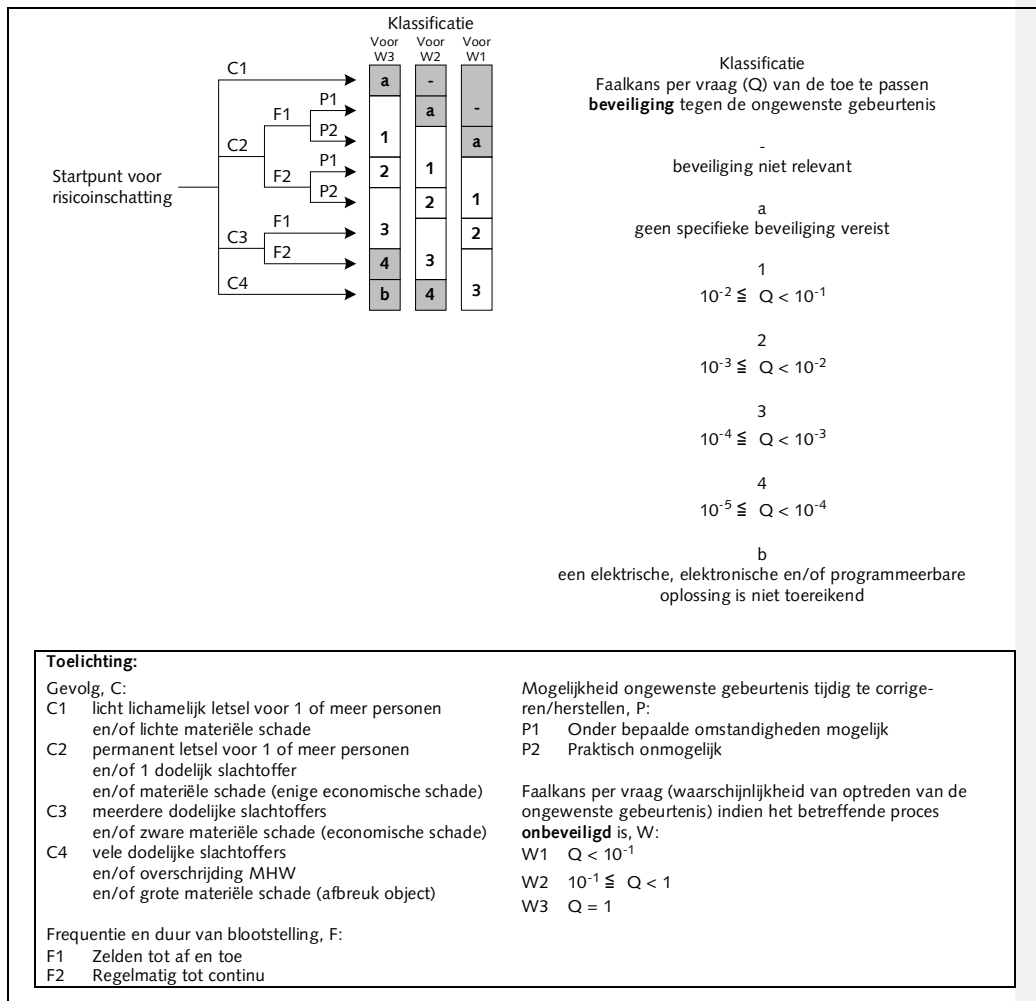 Klassificatie
Voor W3 Voor W2 Voor W1
C1
a - -
F1 P1
a
P2
1 a
C2
P1
2 1
F2
P2
2 1
Startpunt voor
risicoinschatting
F1
3 2
C3
F2
4 3
C4
b 4 3
Klassificatie
Faalkans per vraag (Q) van de toe te passen
beveiliging tegen de ongewenste gebeurtenis
-
beveiliging niet relevant
a
geen specifieke beveiliging vereist
1
10⁻² ≦ Q < 10⁻¹
2
10⁻³ ≦ Q < 10⁻²
3
10⁻⁴ ≦ Q < 10⁻³
4
10⁻⁵ ≦ Q < 10⁻⁴
b
een elektrische, elektronische en/of programmeerbare
oplossing is niet toereikend
Toelichting:
Gevolg, C:
C1 licht lichamelijk letsel voor 1 of meer personen
en/of lichte materiële schade
C2 permanent letsel voor 1 of meer personen
en/of 1 dodelijk slachtoffer
en/of materiële schade (enige economische schade)
C3 meerdere dodelijke slachtoffers
en/of zware materiële schade (economische schade)
C4 vele dodelijke slachtoffers
en/of overschrijding MHW
en/of grote materiële schade (afbreuk object)
Frequentie en duur van blootstelling, F:
F1 Zelden tot af en toe
F2 Regelmatig tot continu
Mogelijkheid ongewenste gebeurtenis tijdig te corrige-
ren/herstellen, P:
P1 Onder bepaalde omstandigheden mogelijk
P2 Praktisch onmogelijk
Faalkans per vraag (waarschijnlijkheid van optreden van de
ongewenste gebeurtenis) indien het betreffende proces
onbeveiligd is, W:
W1 Q < 10⁻¹
W2 10⁻¹ ≦ Q < 1
W3 Q = 1